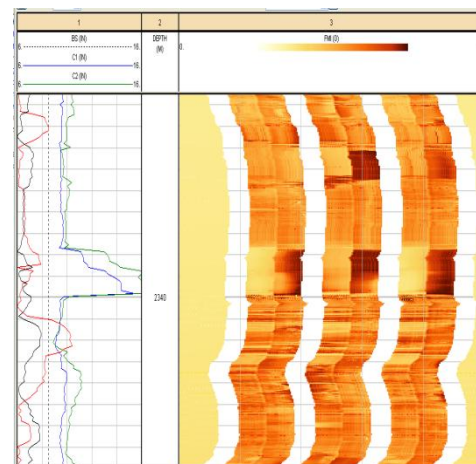 1
2
3
BS (IN)
6. 16.
C1 (IN)
6. 16.
C2 (IN)
6. 16.
DEPTH
(M)
FMI (0)
0.
2340